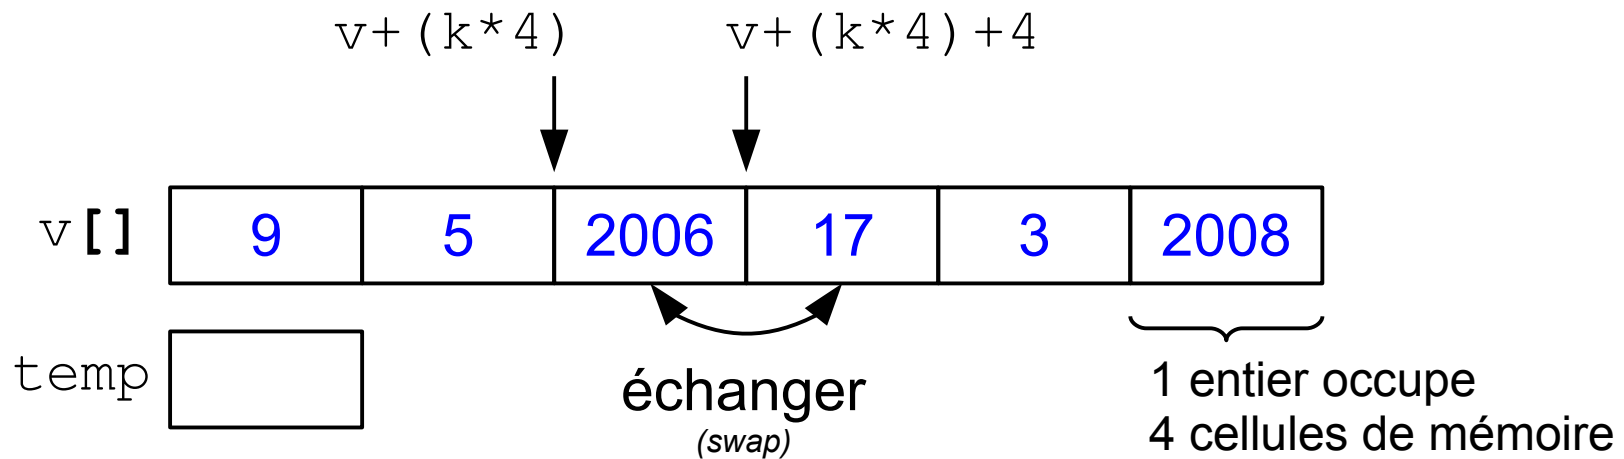 v+(k*4) v+(k*4)+4
v[] 9 5 2006 17 3 2008
temp
échanger
(swap)
1 entier occupe
4 cellules de mémoire